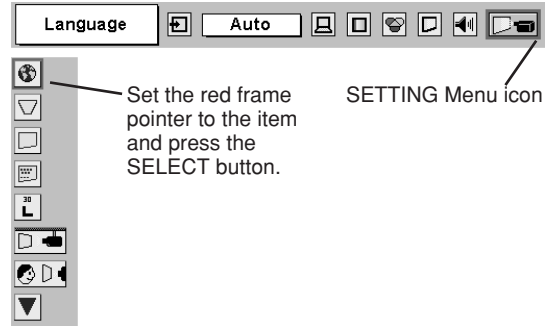 Language
Auto
SETTING Menu icon
Set the red frame
pointer to the item
and press the
SELECT button.
30
L